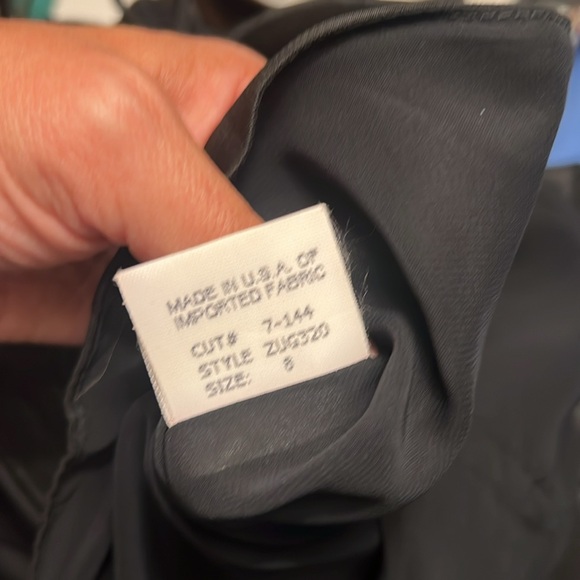 MADE IN U.S.A. OF
IMPORTED FABRIC
CUT# 7-144
STYLE ZUG320
SIZE: 8